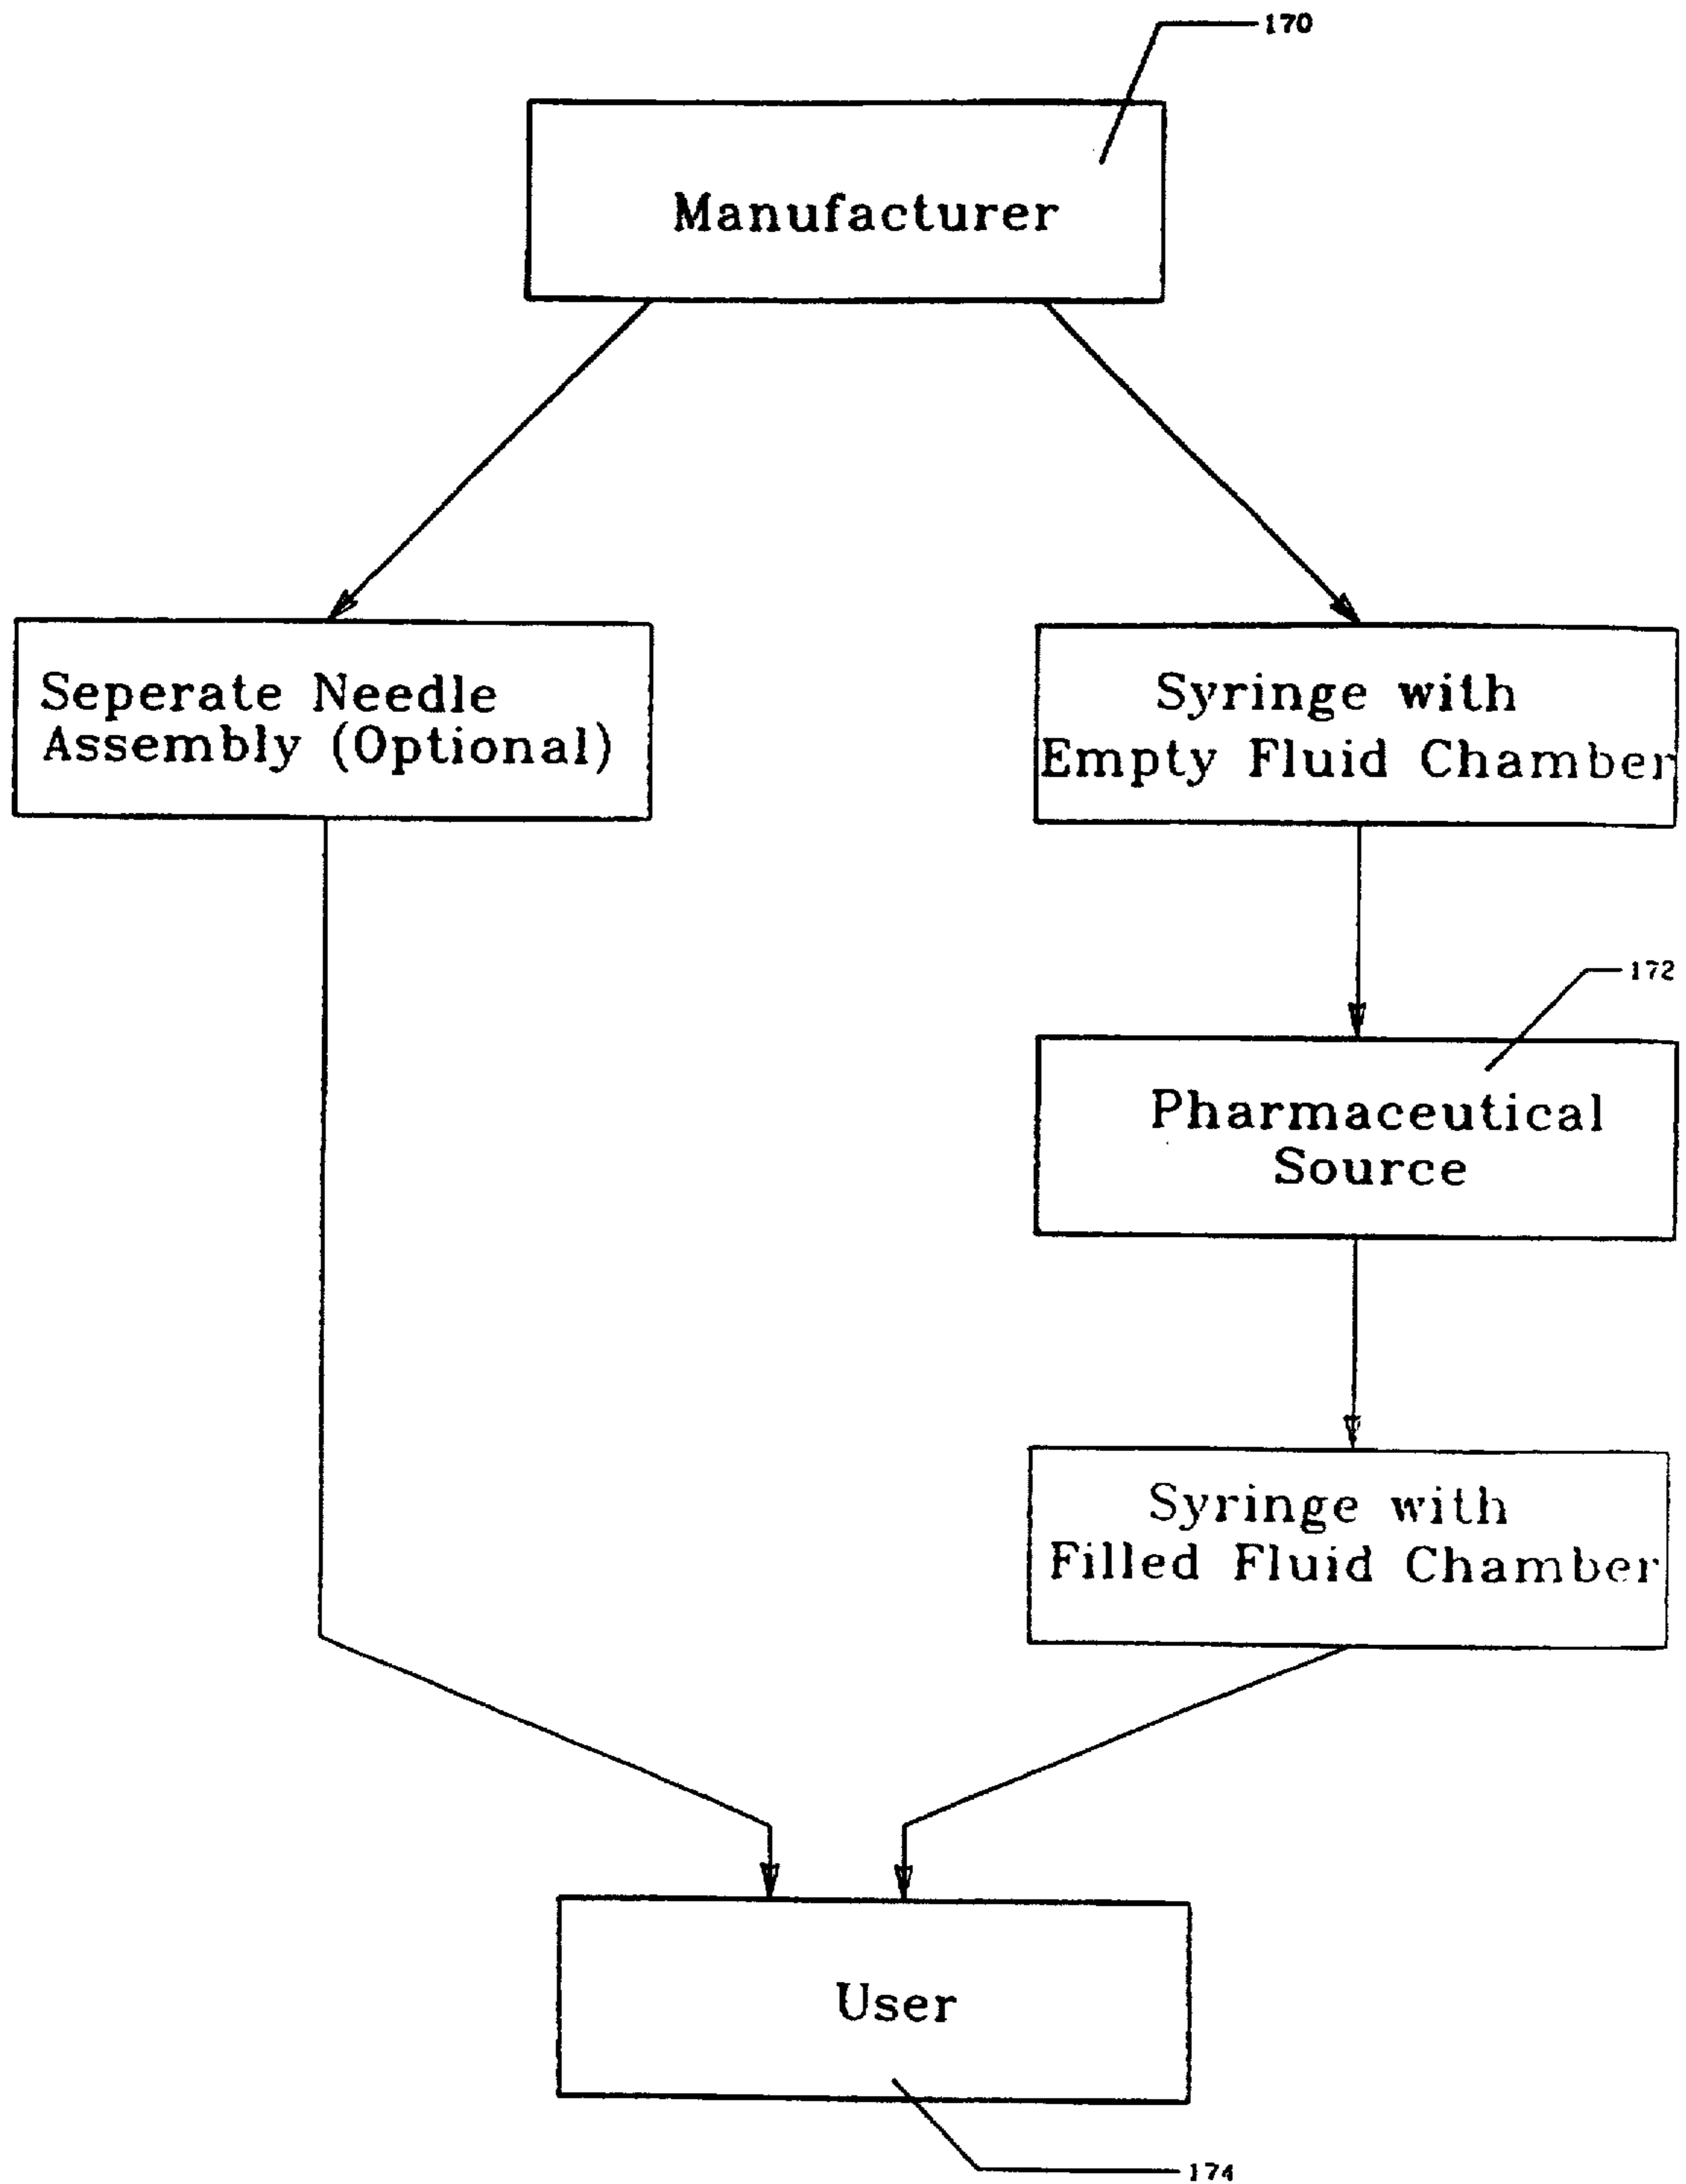 170
Manufacturer
Seperate Needle
Assembly (Optional)
Syringe with
Empty Fluid Chamber
172
Pharmaceutical
Source
Syringe with
Filled Fluid Chamber
User
174